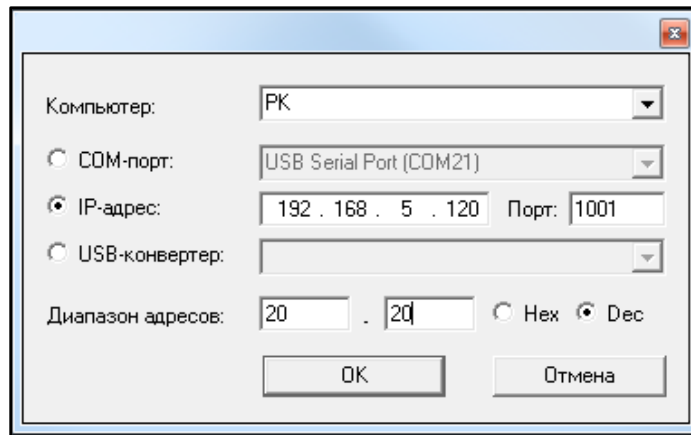 Компьютер: PK
COM-порт: USB Serial Port (COM21)
IP-адрес: 192 . 168 . 5 . 120 Порт: 1001
USB-конвертер:
Диапазон адресов: 20 . 20 Hex Dec
OK Отмена